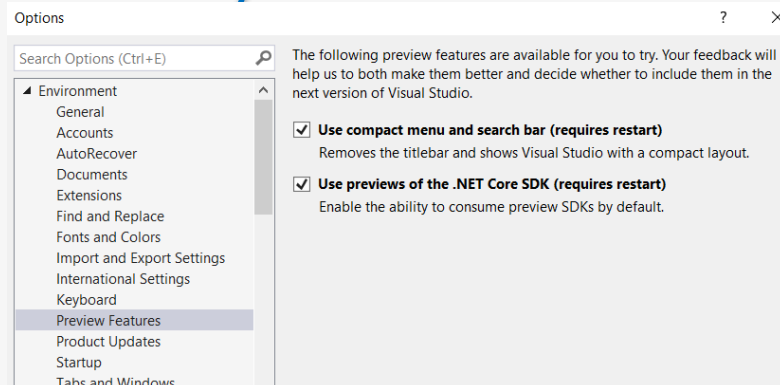 Options
?
Search Options (Ctrl+E)
Environment
General
Accounts
AutoRecover
Documents
Extensions
Find and Replace
Fonts and Colors
Import and Export Settings
International Settings
Keyboard
Preview Features
Product Updates
Startup
Tabs and Windows
The following preview features are available for you to try. Your feedback will
help us to both make them better and decide whether to include them in the
next version of Visual Studio.
Use compact menu and search bar (requires restart)
Removes the titlebar and shows Visual Studio with a compact layout.
Use previews of the .NET Core SDK (requires restart)
Enable the ability to consume preview SDKs by default.